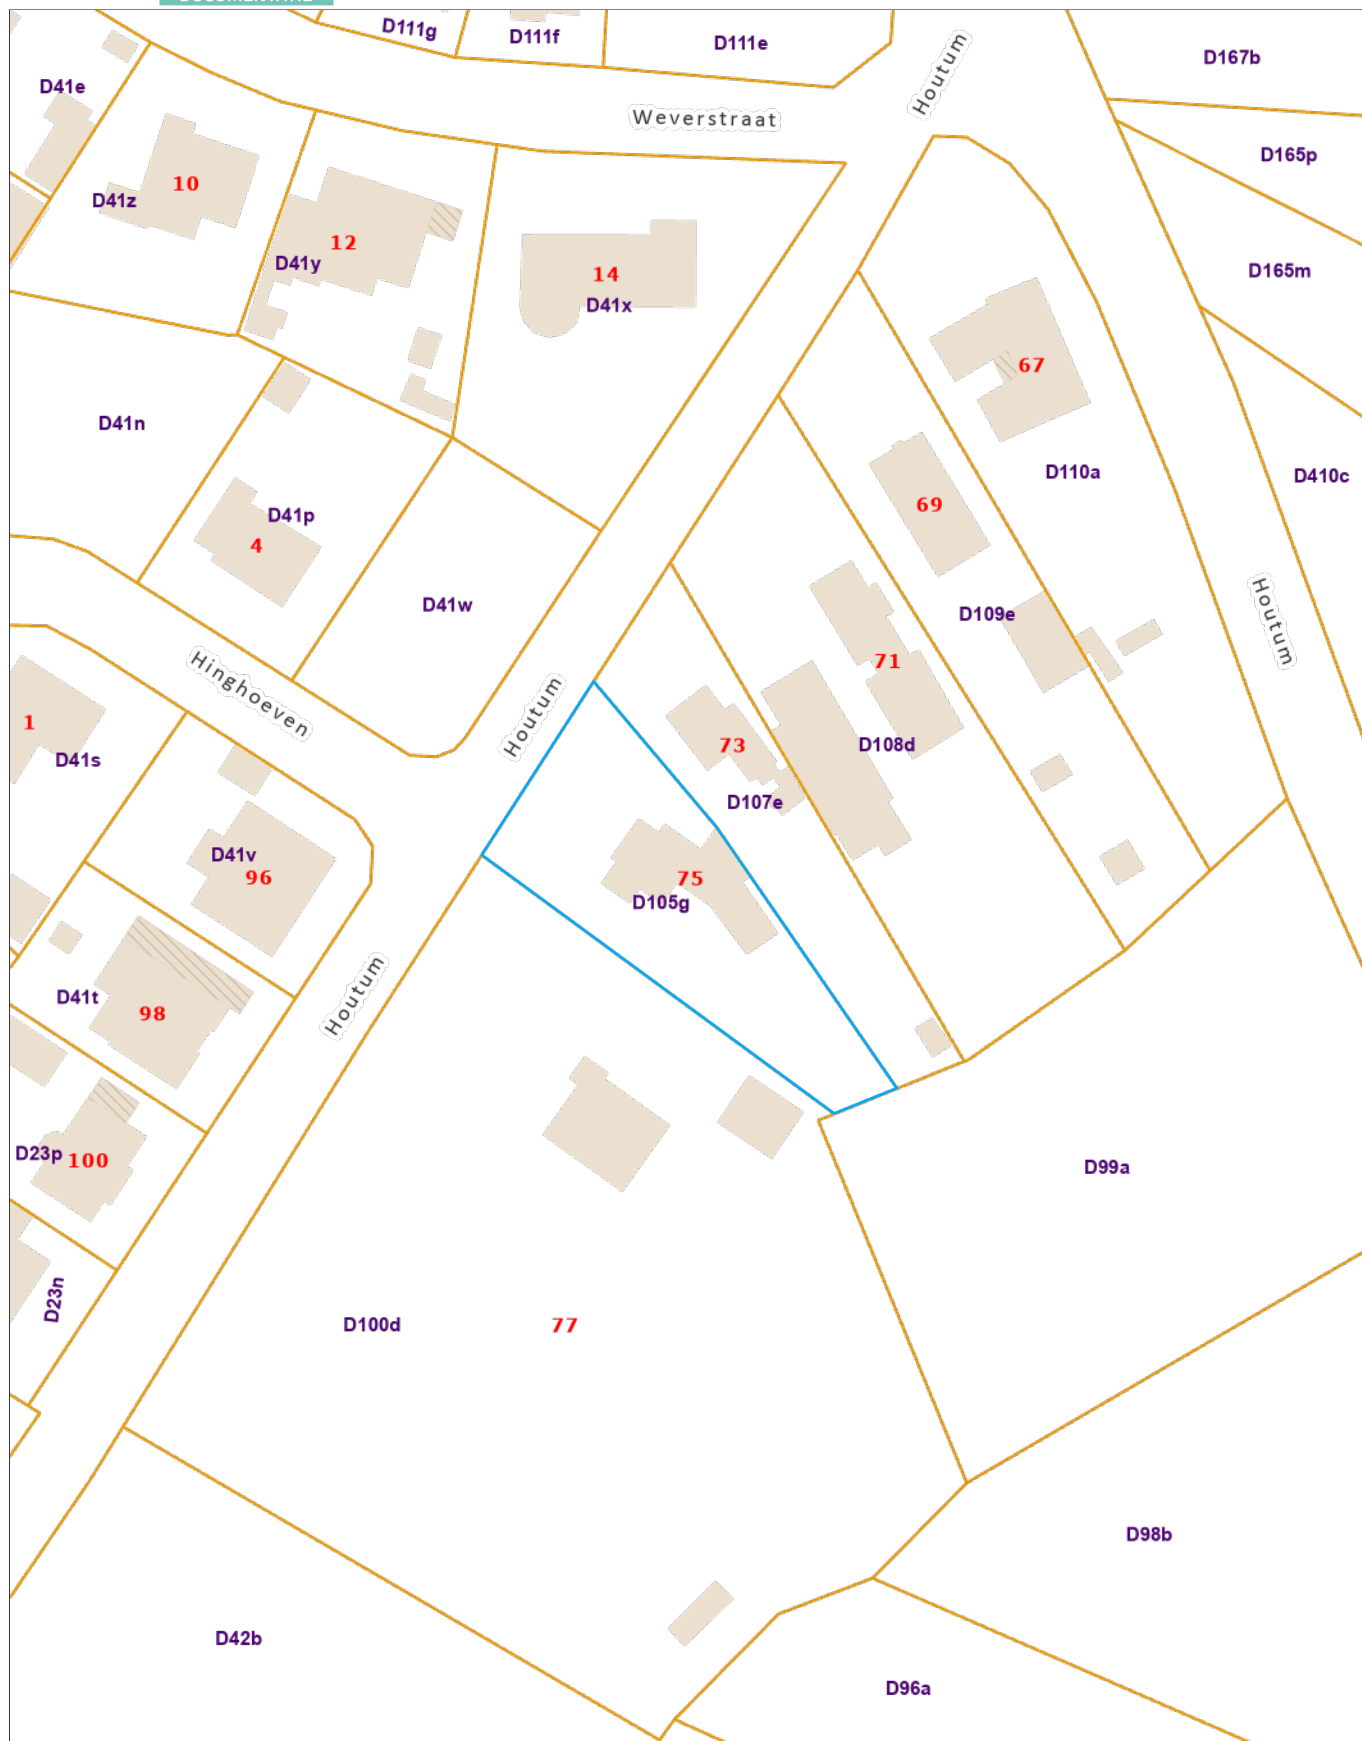 D111g
D111f
D111e
Houtum
D167b
D41e
Weverstraat
D165p
10
D41z
12
D41y
14
D41x
D165m
67
D41n
D110a
D410c
69
D41p
4
D41w
D109e
Houtum
Hinghoeven
71
Houtum
1
D41s
73
D108d
D107e
D41v
96
75
D105g
D41t
98
Houtum
D23p
100
D99a
D23n
D100d
77
D98b
D42b
D96a